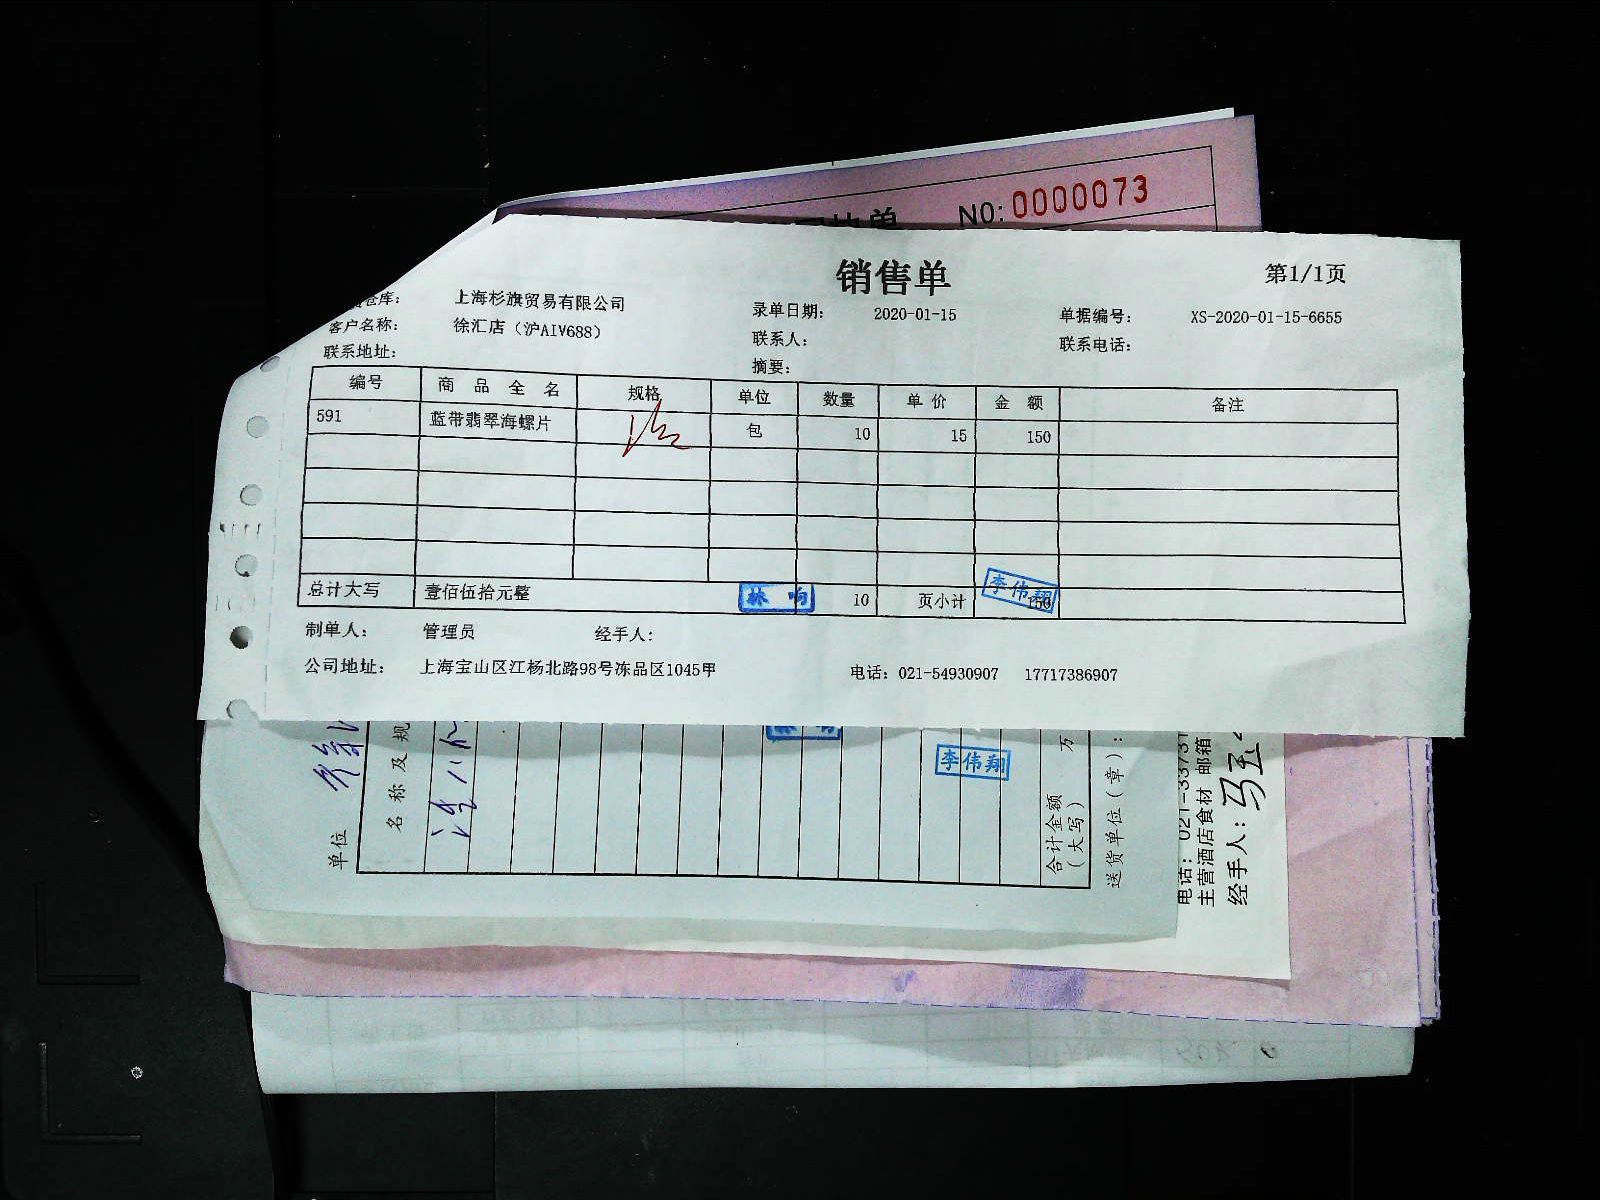 NO:0000073
销售单
第1/1页
仓库: 上海杉旗贸易有限公司 录单日期: 2020-01-15 单据编号: XS-2020-01-15-6655
客户名称: 徐汇店（沪AIV688） 联系人: 联系电话:
联系地址: 摘要:
编号 商品全名 规格 单位 数量 单价 金额 备注
591 蓝带翡翠海螺片 包 10 15 150
总计大写 壹佰伍拾元整 林响 10 页小计 150 李伟翔
制单人: 管理员 经手人:
公司地址: 上海宝山区江杨北路98号冻品区1045甲 电话: 021-54930907 17717386907
单位
名称及规
李伟翔
万
合计金额
(大写)
送货单位(章):
电话: 021-33731
主营酒店食材 邮箱
经手人: